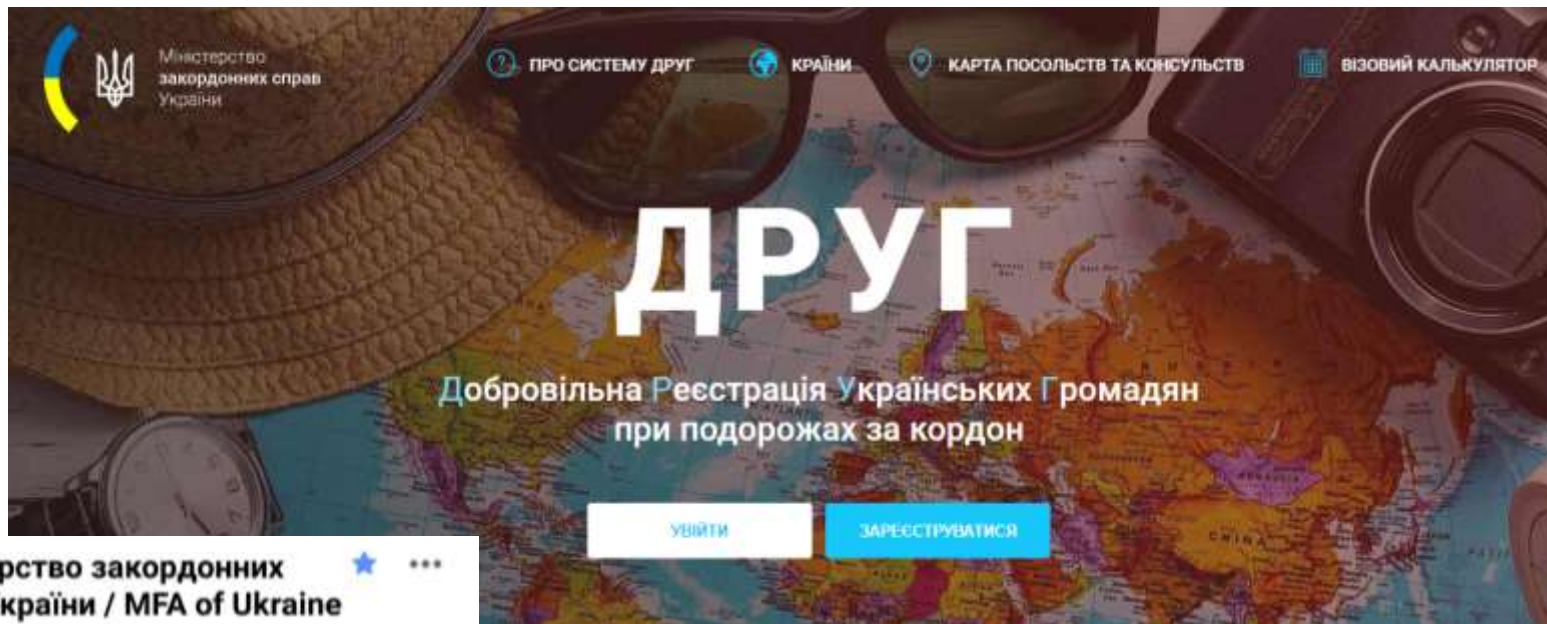 Міністерство
закордонних справ
України
ПРО СИСТЕМУ ДРУГ
КРАЇНИ
КАРТА ПОСОЛЬСТВ ТА КОНСУЛЬСТВ
ВІЗОВИЙ КАЛЬКУЛЯТОР
ДРУГ
Добровільна Реєстрація Українських Громадян
при подорожах за кордон
УВІЙТИ
ЗАРЕЄСТРУВАТИСЯ
рство закордонних
країни / MFA of Ukraine
CHINA